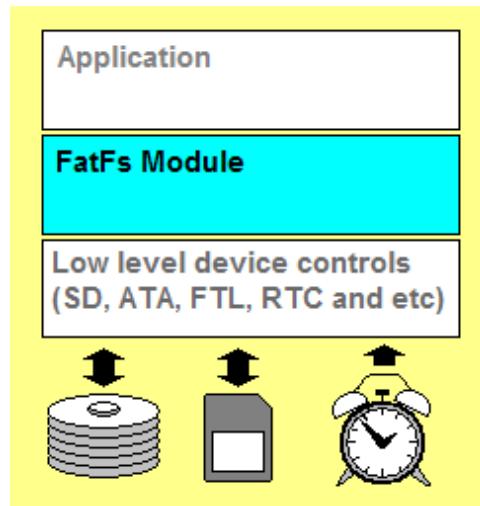 Application
FatFs Module
Low level device controls
(SD, ATA, FTL, RTC and etc)